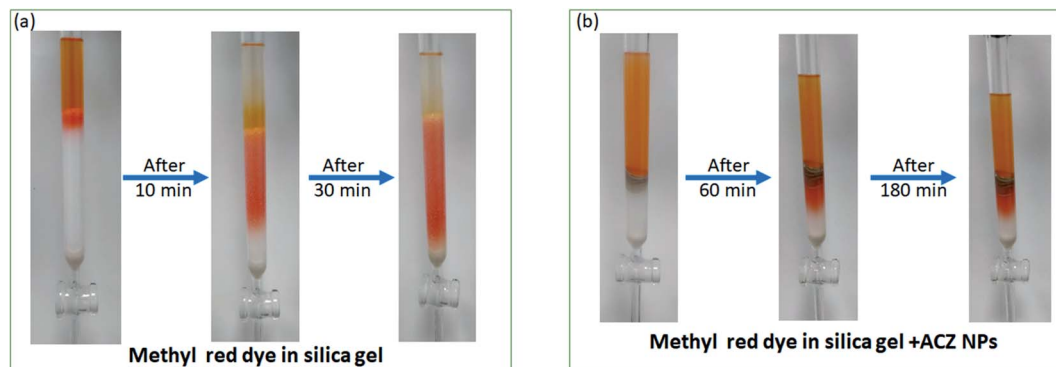 (a)
After
10 min
After
30 min
Methyl red dye in silica gel
(b)
After
60 min
After
180 min
Methyl red dye in silica gel +ACZ NPs